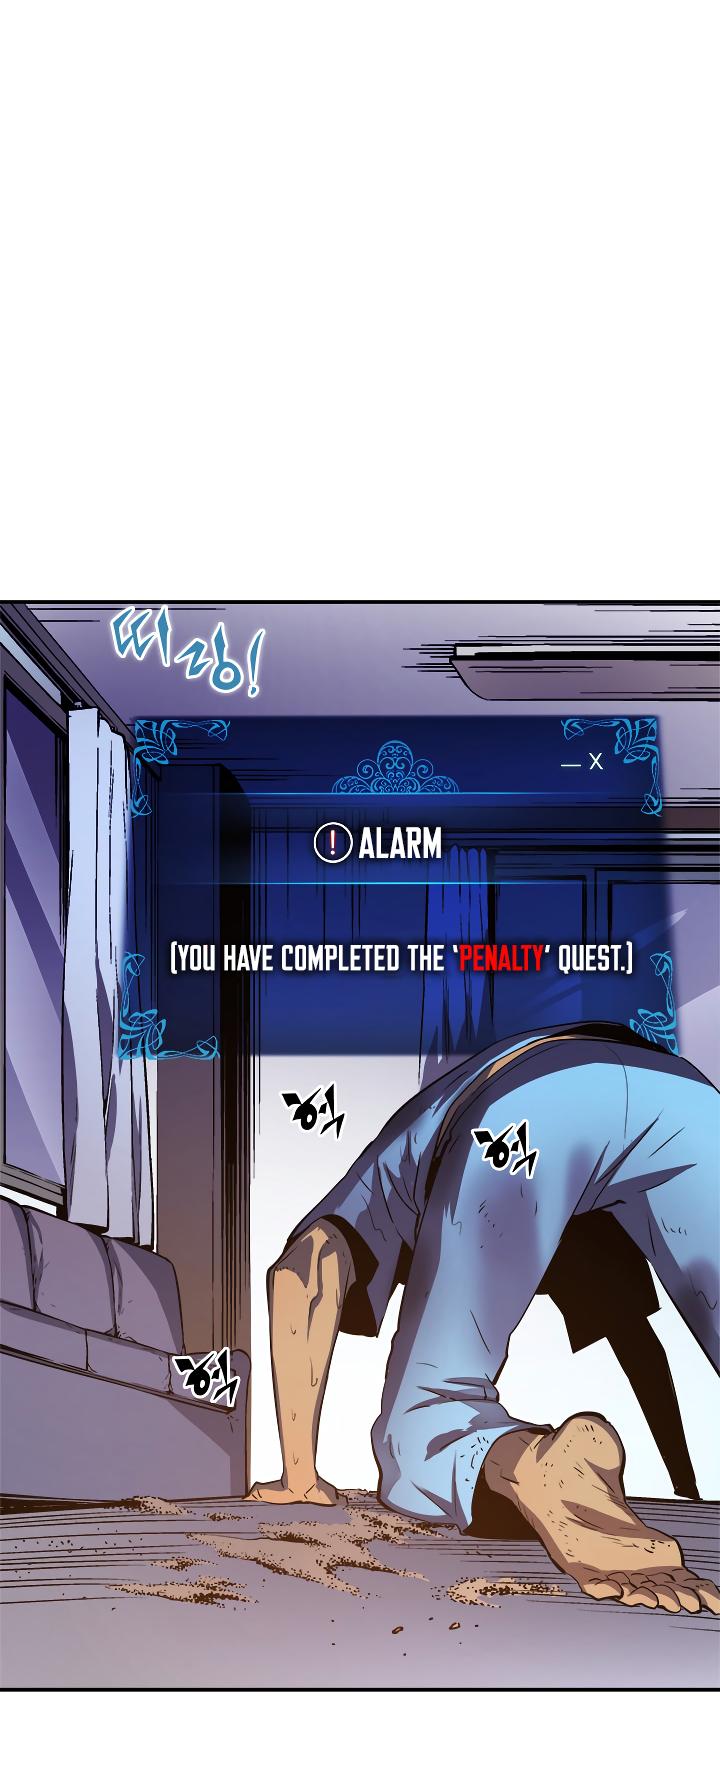 띠링!
— X
! ALARM
[YOU HAVE COMPLETED THE 'PENALTY' QUEST.]
헉
헉
헉